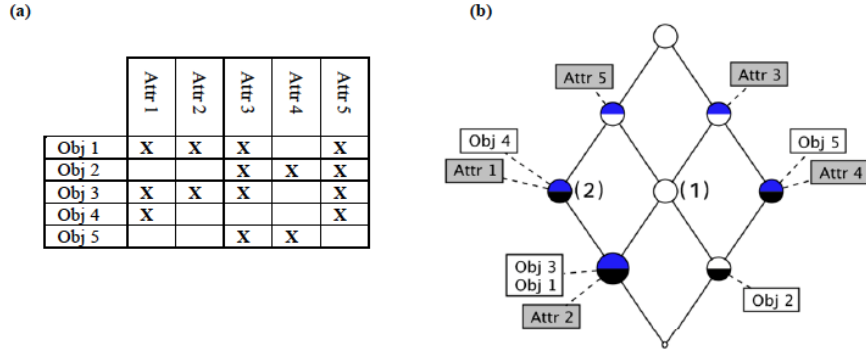 (a)
Attr 1 Attr 2 Attr 3 Attr 4 Attr 5
Obj 1 X X X X
Obj 2 X X X
Obj 3 X X X X
Obj 4 X X
Obj 5 X X
(b)
Attr 5 Attr 3
Obj 4 Obj 5
Attr 1 (2) (1) Attr 4
Obj 3
Obj 1 Obj 2
Attr 2